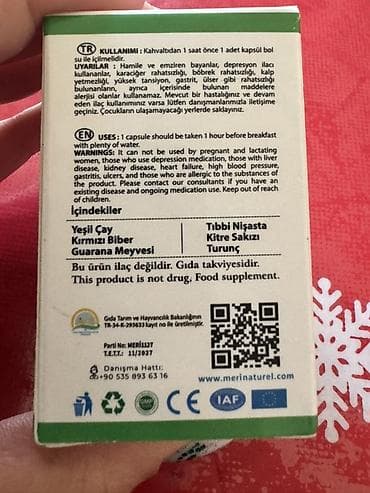 TR KULLANIMI : Kahvaltıdan 1 saat önce 1 adet kapsül bol
su ile içilmelidir.
UYARILAR : Hamile ve emziren bayanlar, depresyon ilacı
kullananlar, karaciğer rahatsızlığı, böbrek rahatsızlığı, kalp
yetmezliği, yüksek tansiyon, gastrit, ülser gibi rahatsızlığı
bulunanların, ayrıca içerisinde bulunan maddelere
alerjisi olanlar kullanamaz. Mevcut bir hastalığınız ve devam
eden ilaç kullanımınız varsa lütfen danışmanlarımızla iletişime
geçiniz. Çocukların ulaşamayacağı yerlerde saklayınız.
EN USES: 1 capsule should be taken 1 hour before breakfast
with plenty of water.
WARNINGS: It can not be used by pregnant and lactating
women, those who use depression medication, those with liver
disease, kidney disease, heart failure, high blood pressure,
gastritis, ulcers, and those who are allergic to the substances of
the product. Please contact our consultants if you have an
existing disease and ongoing medication use. Keep out of reach
of children.
İçindekiler
Yeşil Çay
Kırmızı Biber
Guarana Meyvesi
Tıbbi Nişasta
Kitre Sakızı
Turunç
Bu ürün ilaç değildir. Gıda takviyesidir.
This product is not drug, Food supplement.
Gıda Tarım ve Hayvancılık Bakanlığının
TR-34-K-293633 kayıt no ile üretilmiştir.
Parti No: MERİ1127
T.E.T.T.: 11/2027
Danışma Hattı:
+90 535 893 63 16
www.merinaturel.com
GMP CE IAF